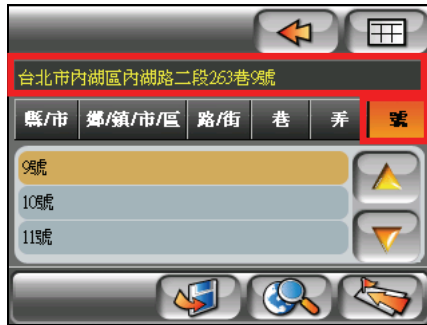 台北市內湖區內湖路二段263巷9號
縣/市 鄉/鎮/市/區 路/街 巷 弄 號
9號
10號
11號